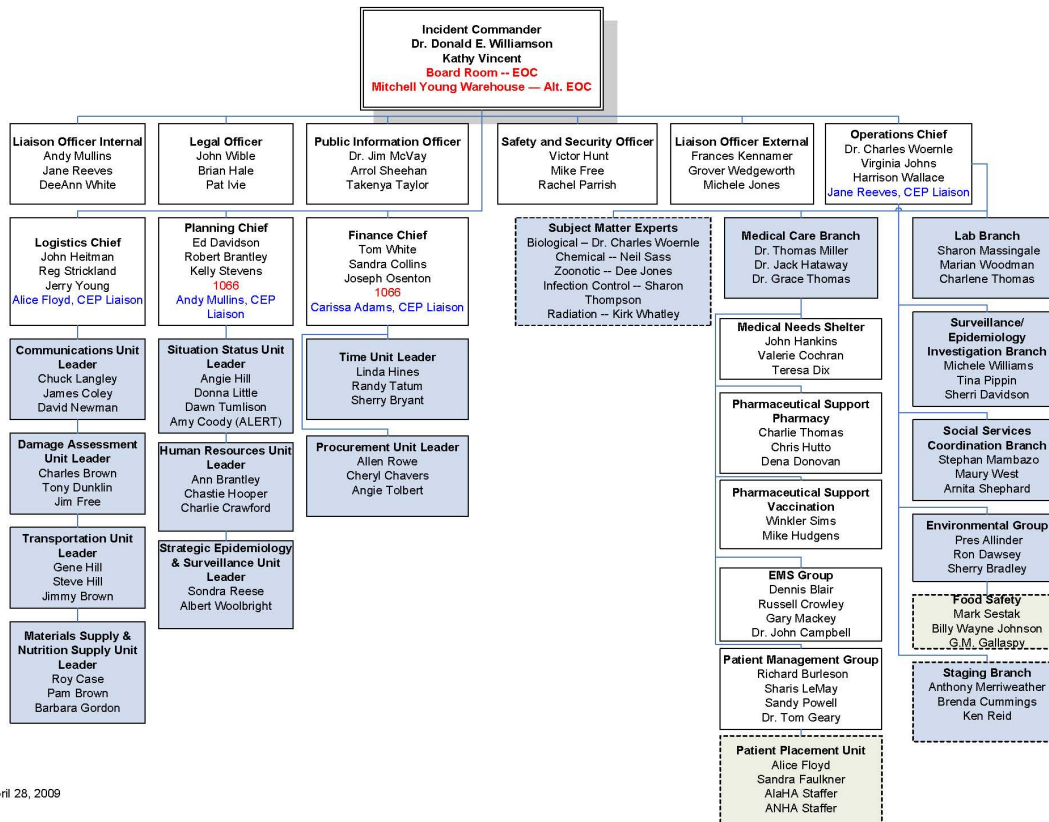 Incident Commander
Dr. Donald E. Williamson
Kathy Vincent
Board Room -- EOC
Mitchell Young Warehouse — Alt. EOC
Liaison Officer Internal
Andy Mullins
Jane Reeves
DeeAnn White
Legal Officer
John Wible
Brian Hale
Pat Ivie
Public Information Officer
Dr. Jim McVay
Arrol Sheehan
Takenya Taylor
Safety and Security Officer
Victor Hunt
Mike Free
Rachel Parrish
Liaison Officer External
Frances Kennamer
Grover Wedgeworth
Michele Jones
Operations Chief
Dr. Charles Woernle
Virginia Johns
Harrison Wallace
Jane Reeves, CEP Liaison
Logistics Chief
John Heitman
Reg Strickland
Jerry Young
Alice Floyd, CEP Liaison
Planning Chief
Ed Davidson
Robert Brantley
Kelly Stevens
1066
Andy Mullins, CEP
Liaison
Finance Chief
Tom White
Sandra Collins
Joseph Osenton
1066
Carissa Adams, CEP Liaison
Subject Matter Experts
Biological – Dr. Charles Woernle
Chemical -- Neil Sass
Zoonotic -- Dee Jones
Infection Control -- Sharon
Thompson
Radiation -- Kirk Whatley
Medical Care Branch
Dr. Thomas Miller
Dr. Jack Hataway
Dr. Grace Thomas
Lab Branch
Sharon Massingale
Marian Woodman
Charlene Thomas
Communications Unit
Leader
Chuck Langley
James Coley
David Newman
Situation Status Unit
Leader
Angie Hill
Donna Little
Dawn Tumlison
Amy Coody (ALERT)
Time Unit Leader
Linda Hines
Randy Tatum
Sherry Bryant
Medical Needs Shelter
John Hankins
Valerie Cochran
Teresa Dix
Surveillance/
Epidemiology
Investigation Branch
Michele Williams
Tina Pippin
Sherri Davidson
Damage Assessment
Unit Leader
Charles Brown
Tony Dunklin
Jim Free
Human Resources Unit
Leader
Ann Brantley
Chastie Hooper
Charlie Crawford
Procurement Unit Leader
Allen Rowe
Cheryl Chavers
Angie Tolbert
Pharmaceutical Support
Pharmacy
Charlie Thomas
Chris Hutto
Dena Donovan
Social Services
Coordination Branch
Stephan Mambazo
Maury West
Arnita Shephard
Pharmaceutical Support
Vaccination
Winkler Sims
Mike Hudgens
Transportation Unit
Leader
Gene Hill
Steve Hill
Jimmy Brown
Strategic Epidemiology
& Surveillance Unit
Leader
Sondra Reese
Albert Woolbright
Environmental Group
Pres Allinder
Ron Dawsey
Sherry Bradley
EMS Group
Dennis Blair
Russell Crowley
Gary Mackey
Dr. John Campbell
Food Safety
Mark Sestak
Billy Wayne Johnson
G.M. Gallaspy
Materials Supply &
Nutrition Supply Unit
Leader
Roy Case
Pam Brown
Barbara Gordon
Patient Management Group
Richard Burleson
Sharis LeMay
Sandy Powell
Dr. Tom Geary
Staging Branch
Anthony Merriweather
Brenda Cummings
Ken Reid
Patient Placement Unit
Alice Floyd
Sandra Faulkner
AlaHA Staffer
ANHA Staffer
ril 28, 2009